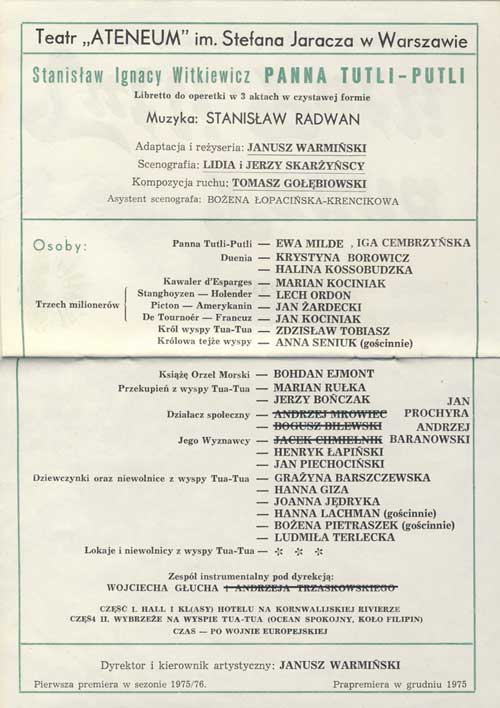 Teatr „ATENEUM” im. Stefana Jaracza w Warszawie
Stanisław Ignacy Witkiewicz PANNA TUTLI-PUTLI
Libretto do operetki w 3 aktach w czystawej formie
Muzyka: STANISŁAW RADWAN
Adaptacja i reżyseria: JANUSZ WARMIŃSKI
Scenografia: LIDIA i JERZY SKARŻYŃSCY
Kompozycja ruchu: TOMASZ GOŁĘBIOWSKI
Asystent scenografa: BOŻENA ŁOPACIŃSKA-KRENCIKOWA
Osoby:
Panna Tutli-Putli — EWA MILDE , IGA CEMBRZYŃSKA
Duenia — KRYSTYNA BOROWICZ
— HALINA KOSSOBUDZKA
Kawaler d'Esparges — MARIAN KOCINIAK
Trzech milionerów
Stanghoyzen — Holender — LECH ORDON
Picton — Amerykanin — JAN ŻARDECKI
De Tournoér — Francuz — JAN KOCINIAK
Król wyspy Tua-Tua — ZDZISŁAW TOBIASZ
Królowa tejże wyspy — ANNA SENIUK (gościnnie)
Książę Orzeł Morski — BOHDAN EJMONT
Przekupień z wyspy Tua-Tua — MARIAN RUŁKA
— JERZY BOŃCZAK JAN
Działacz społeczny — ANDRZEJ MROWIEC PROCHYRA
— BOGUSZ BILEWSKI ANDRZEJ
Jego Wyznawcy — JACEK CHMIELNIK BARANOWSKI
— HENRYK ŁAPIŃSKI
— JAN PIECHOCIŃSKI
Dziewczynki oraz niewolnice z wyspy Tua-Tua — GRAŻYNA BARSZCZEWSKA
— HANNA GIZA
— JOANNA JĘDRYKA
— HANNA LACHMAN (gościnnie)
— BOŻENA PIETRASZEK (gościnnie)
— LUDMIŁA TERLECKA
Lokaje i niewolnicy z wyspy Tua-Tua — * * *
Zespół instrumentalny pod dyrekcją:
WOJCIECHA GŁUCHA i ANDRZEJA TRZASKOWSKIEGO
CZĘŚĆ I. HALL I KL(ASY) HOTELU NA KORNWALIJSKIEJ RIVIERZE
CZĘŚ4 II. WYBRZEŻE NA WYSPIE TUA-TUA (OCEAN SPOKOJNY, KOŁO FILIPIN)
CZAS — PO WOJNIE EUROPEJSKIEJ
Dyrektor i kierownik artystyczny: JANUSZ WARMIŃSKI
Pierwsza premiera w sezonie 1975/76. Prapremiera w grudniu 1975